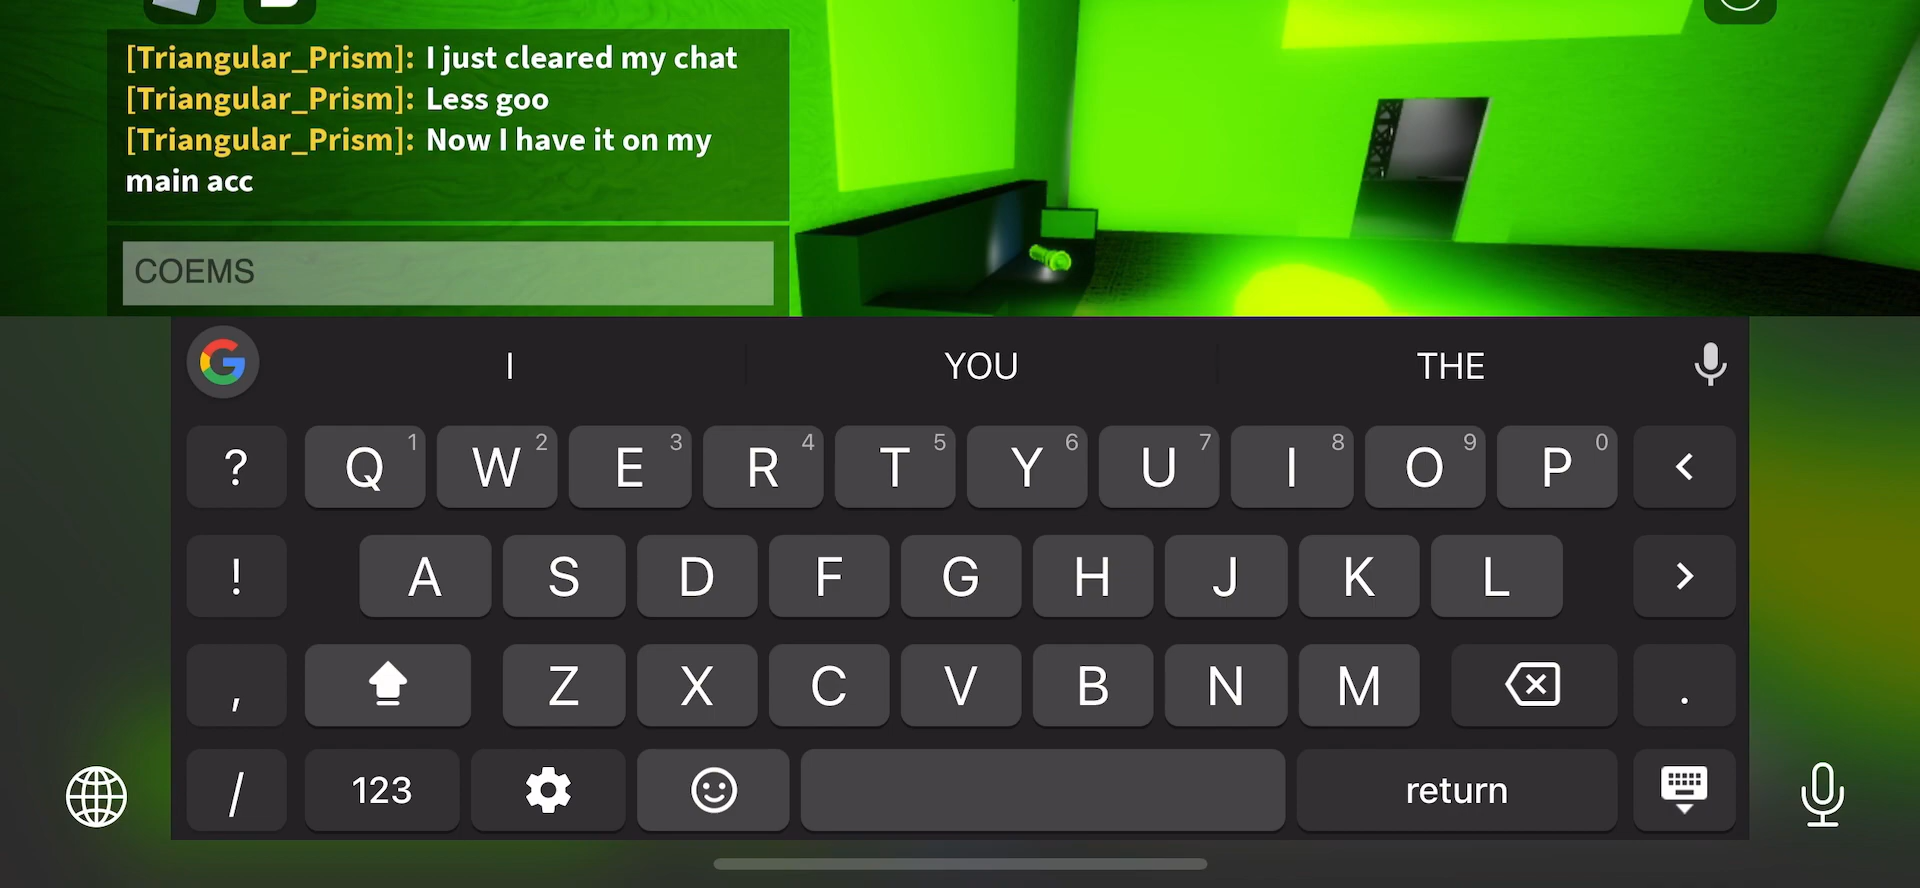 [Triangular_Prism]: I just cleared my chat
[Triangular_Prism]: Less goo
[Triangular_Prism]: Now I have it on my
main acc
COEMS
I YOU THE
? Q 1 W 2 E 3 R 4 T 5 Y 6 U 7 I 8 O 9 P 0 <
! A S D F G H J K L >
, Z X C V B N M .
/ 123 return